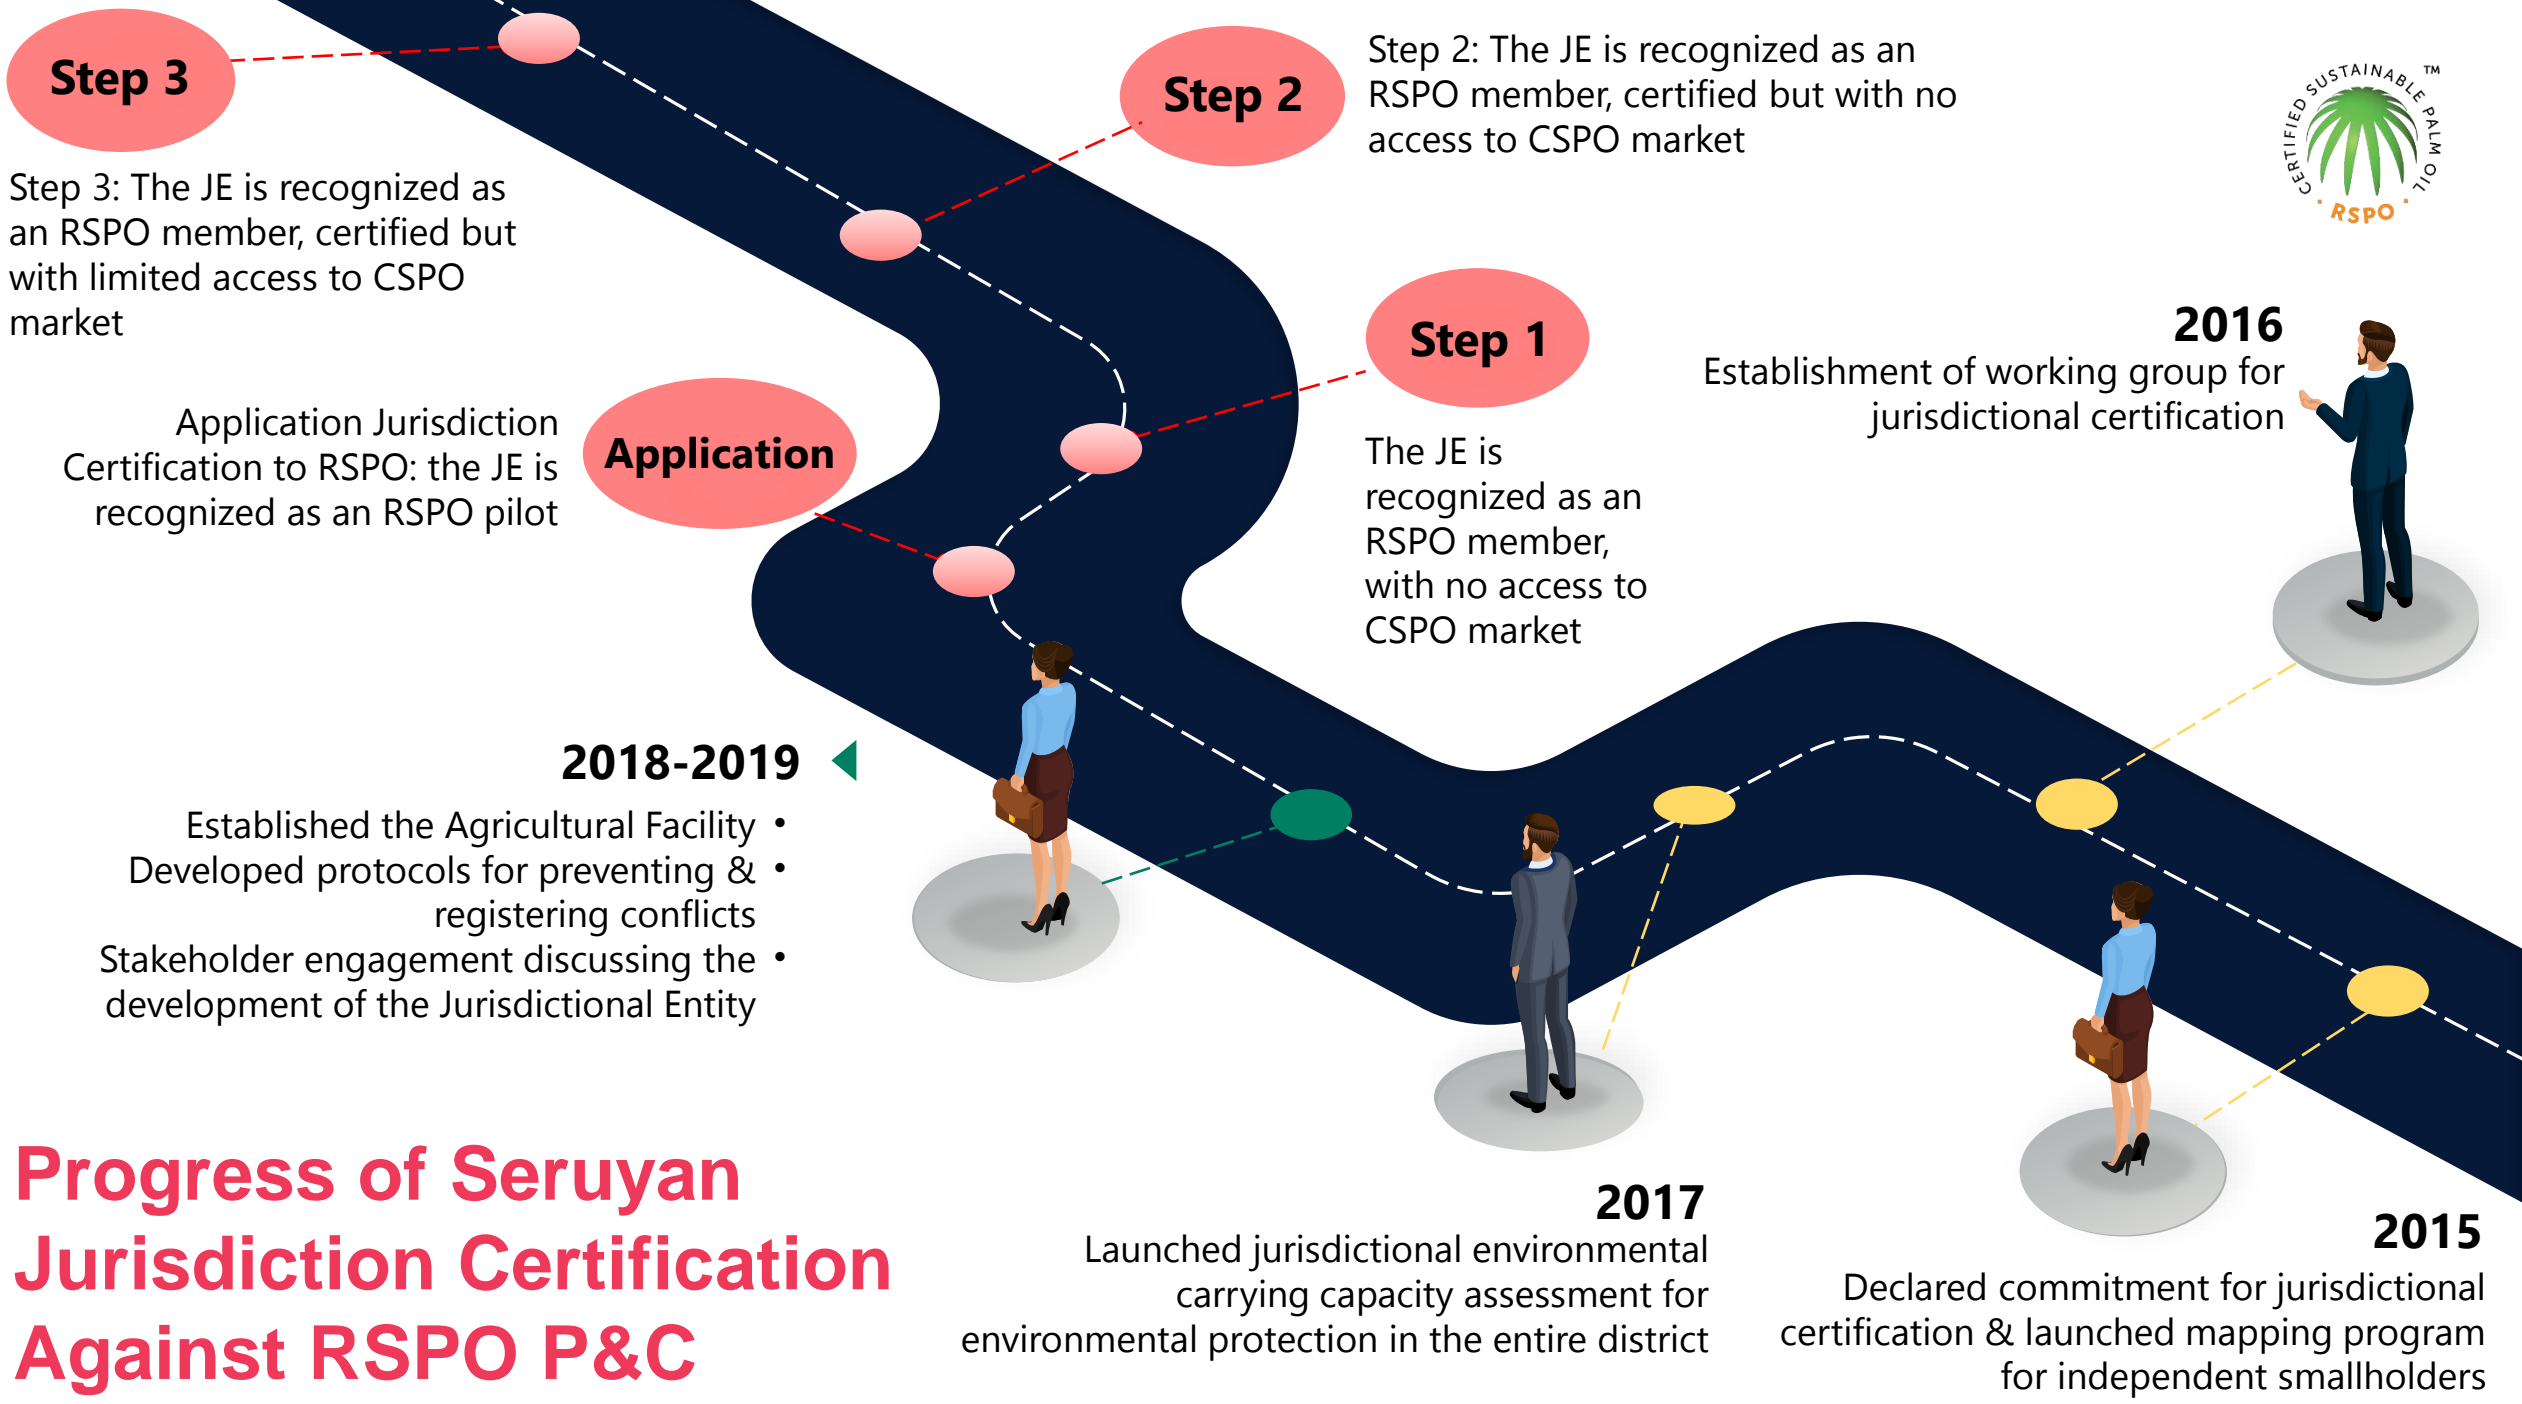 Step 3
Step 3: The JE is recognized as
an RSPO member, certified but
with limited access to CSPO
market
Step 2
Step 2: The JE is recognized as an
RSPO member, certified but with no
access to CSPO market
CERTIFIED SUSTAINABLE PALM OIL ™
· RSPO ·
Application Jurisdiction
Certification to RSPO: the JE is
recognized as an RSPO pilot
Application
Step 1
The JE is
recognized as an
RSPO member,
with no access to
CSPO market
2016
Establishment of working group for
jurisdictional certification
2018-2019
Established the Agricultural Facility •
Developed protocols for preventing & •
registering conflicts
Stakeholder engagement discussing the •
development of the Jurisdictional Entity
Progress of Seruyan
Jurisdiction Certification
Against RSPO P&C
2017
Launched jurisdictional environmental
carrying capacity assessment for
environmental protection in the entire district
2015
Declared commitment for jurisdictional
certification & launched mapping program
for independent smallholders